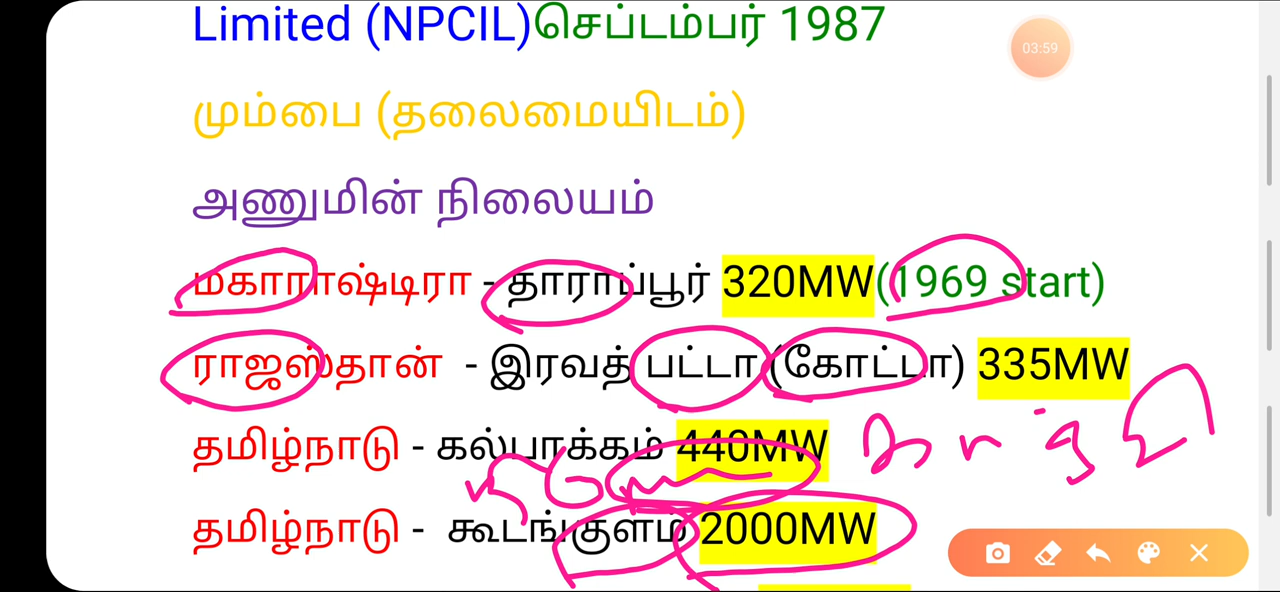 Limited (NPCIL)செப்டம்பர் 1987
03:59
மும்பை (தலைமையிடம்)
அணுமின் நிலையம்
மகாராஷ்டிரா - தாராப்பூர் 320MW(1969 start)
ராஜஸ்தான் - இரவத் பட்டா (கோட்டா) 335MW
தமிழ்நாடு - கல்பாக்கம் 440MW
தமிழ்நாடு - கூடங்குளம் 2000MW